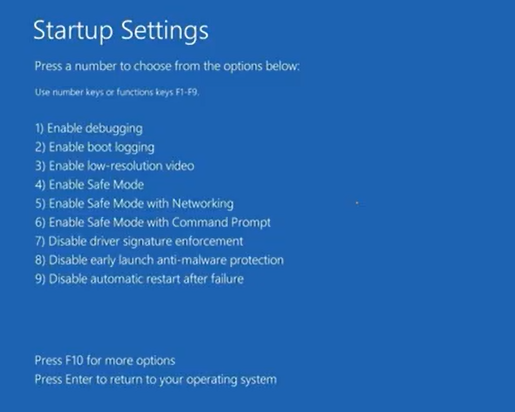 Startup Settings
Press a number to choose from the options below:
Use number keys or functions keys F1-F9.
1) Enable debugging
2) Enable boot logging
3) Enable low-resolution video
4) Enable Safe Mode
5) Enable Safe Mode with Networking
6) Enable Safe Mode with Command Prompt
7) Disable driver signature enforcement
8) Disable early launch anti-malware protection
9) Disable automatic restart after failure
Press F10 for more options
Press Enter to return to your operating system